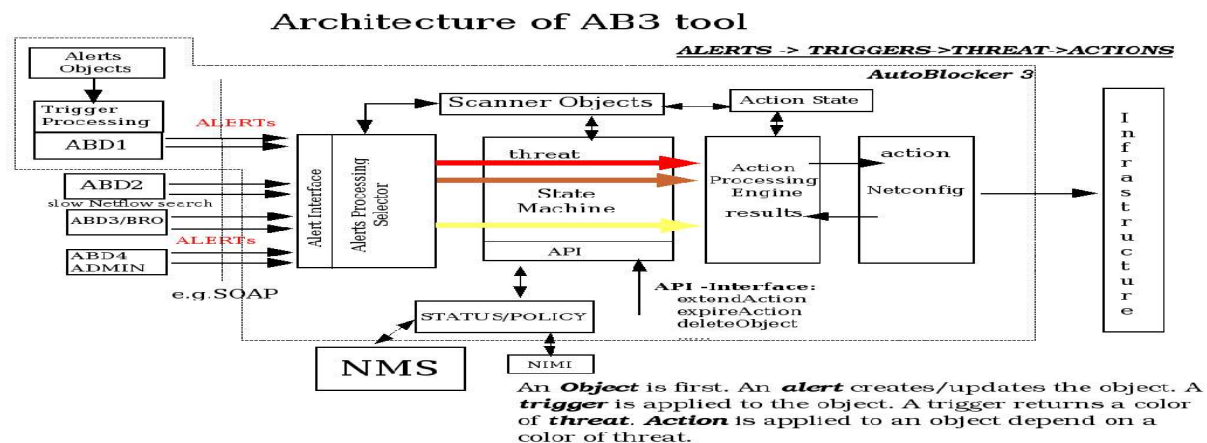 Architecture of AB3 tool
ALERTS -> TRIGGERS->THREAT->ACTIONS
AutoBlocker 3
Alerts
Objects
Trigger
Processing
ABD1
ALERTs
ABD2
slow Netflow search
ABD3/BRO
ALERTs
ABD4
ADMIN
e.g.SOAP
Alert Interface
Alerts Processing
Selector
Scanner Objects
Action State
threat
State
Machine
API
Action
Processing
Engine
results
action
Netconfig
Infrastructure
API -Interface:
extendAction
expireAction
deleteObject
......
STATUS/POLICY
NMS
NIMI
An Object is first. An alert creates/updates the object. A
trigger is applied to the object. A trigger returns a color
of threat. Action is applied to an object depend on a
color of threat.